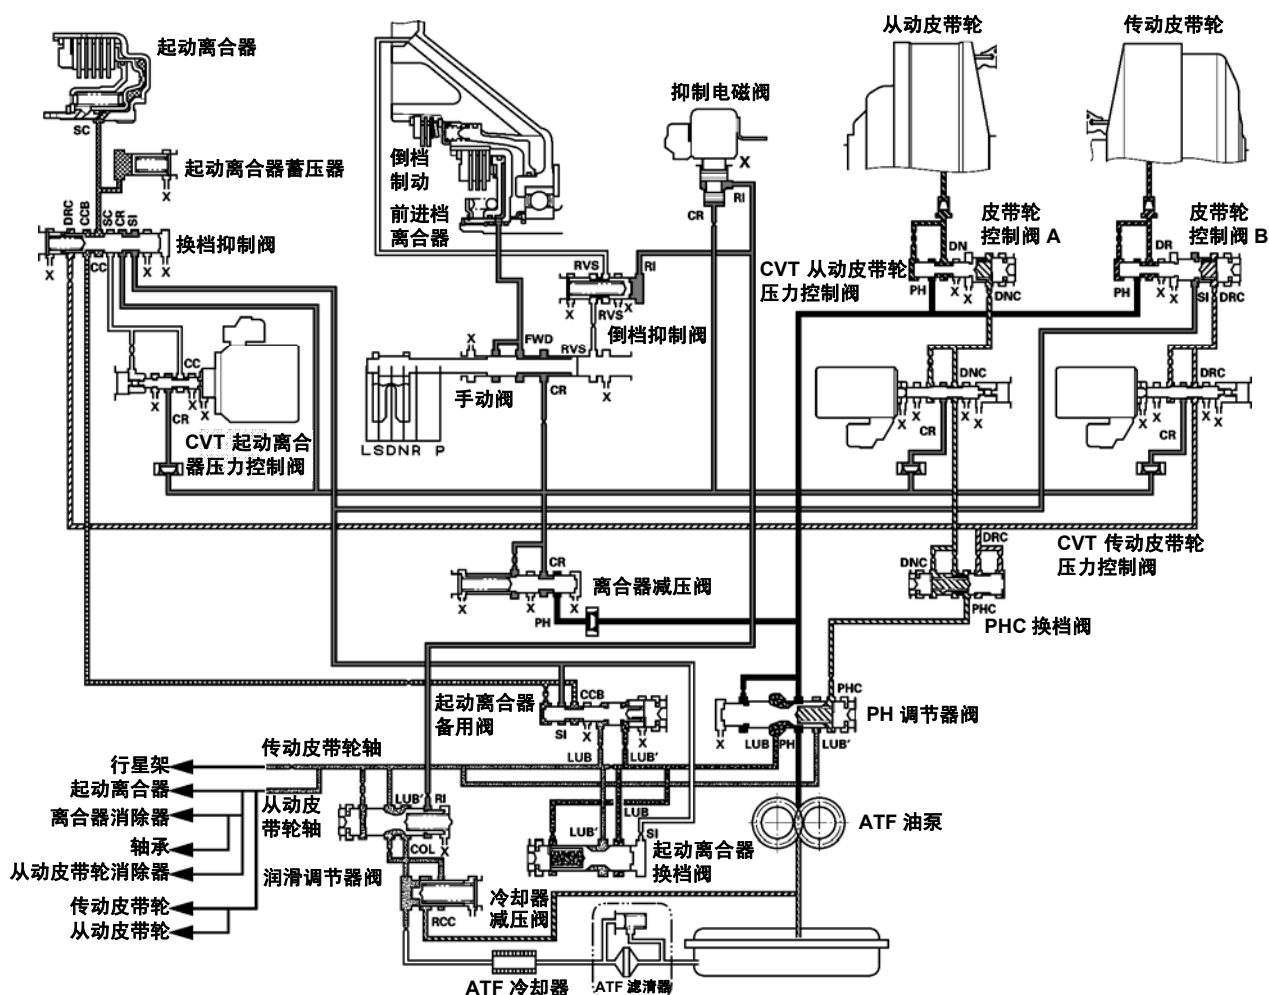 从动皮带轮
传动皮带轮
起动离合器
抑制电磁阀
SC
倒档
制动
X
起动离合器蓄压器
X
RI
前进档
离合器
CR
DRC
CCB
SC
CR
SI
皮带轮
控制阀 A
皮带轮
控制阀 B
换档抑制阀
DN
DR
X
CC
X
X
RVS
RI
CVT 从动皮带轮
压力控制阀
PH
X
X
DNC
PH
X
X
SI
DRC
X
RVS
X
倒档抑制阀
X
FWD
RVS
CC
DNC
DRC
手动阀
CR
X
X
X
X
CR
X
X
CR
X
X
X
X
CR
X
X
X
CVT 起动离合
器压力控制阀
L S D N R P
CVT 传动皮带轮
压力控制阀
DRC
DNC
CR
离合器减压阀
X
X
X
PH
PHC
PHC 换档阀
起动离合器
备用阀
CCB
PHC
PH 调节器阀
SI
X
X
X
LUB
PH
LUB'
传动皮带轮轴
LUB
LUB'
行星架
起动离合器
从动皮
带轮轴
LUB'
RI
离合器消除器
LUB
ATF 油泵
轴承
COL
X
LUB'
SI
起动离合器
换档阀
从动皮带轮消除器
润滑调节器阀
冷却器
减压阀
传动皮带轮
RCC
从动皮带轮
ATF 冷却器
ATF 滤清器